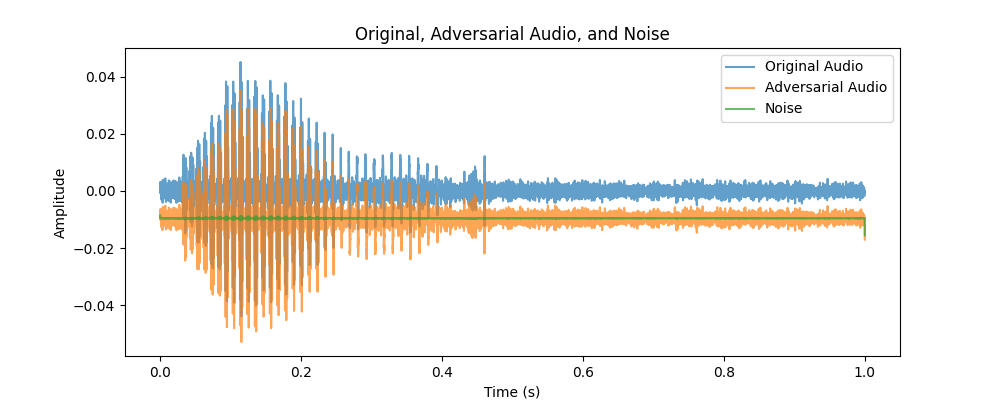 Original, Adversarial Audio, and Noise
Original Audio
Adversarial Audio
Noise
0.04
0.02
0.00
−0.02
−0.04
Amplitude
0.0
0.2
0.4
0.6
0.8
1.0
Time (s)